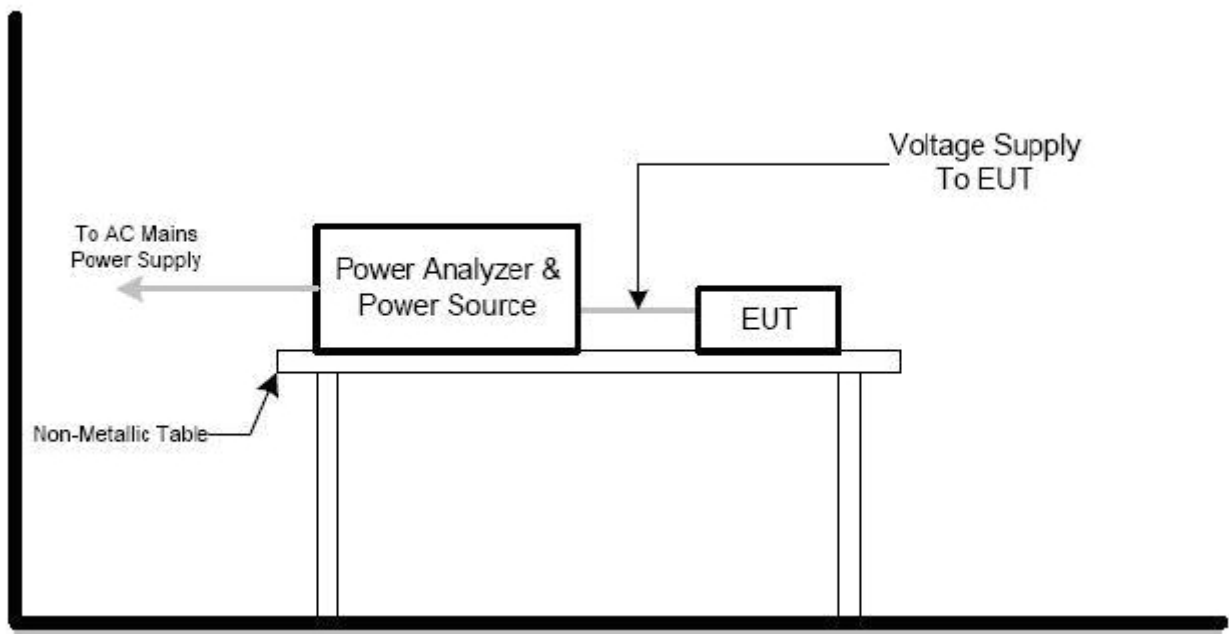 Voltage Supply
To EUT
To AC Mains
Power Supply
Power Analyzer &
Power Source
EUT
Non-Metallic Table